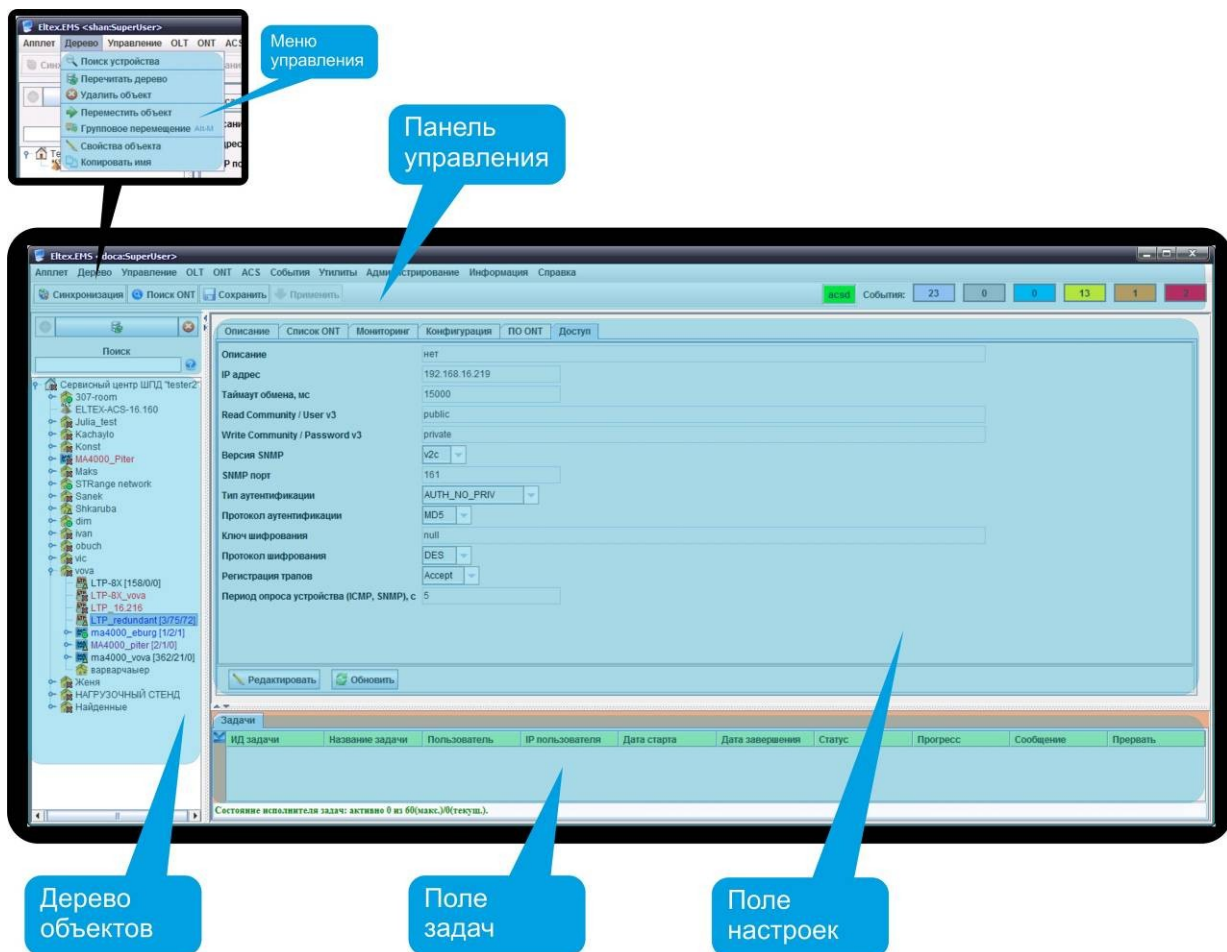 Eltex.EMS <shan:SuperUser>
Апплет Дерево Управление OLT ONT ACS
Поиск устройства
Перечитать дерево
Удалить объект
Переместить объект
Групповое перемещение Alt-M
Свойства объекта
Копировать имя
Меню
управления
Панель
управления
Eltex.EMS <doca:SuperUser>
Апплет Дерево Управление OLT ONT ACS События Утилиты Администрирование Информация Справка
Синхронизация Поиск ONT Сохранить Применить acsd События: 23 0 0 13 1 2
Поиск
Сервисный центр ШПД "tester2"
307-room
ELTEX-ACS-16.160
Julia_test
Kachaylo
Konst
MA4000_Piter
Maks
STRange network
Sanek
Shkaruba
dim
ivan
obuch
vic
vova
LTP-8X [158/0/0]
LTP-8X_vova
LTP_16.216
LTP_redundant [3/75/72]
ma4000_eburg [1/2/1]
MA4000_piter [2/1/0]
ma4000_vova [362/21/0]
варварчаыер
Женя
НАГРУЗОЧНЫЙ СТЕНД
Найденные
Описание Список ONT Мониторинг Конфигурация ПО ONT Доступ
Описание нет
IP адрес 192.168.16.219
Таймаут обмена, мс 15000
Read Community / User v3 public
Write Community / Password v3 private
Версия SNMP v2c
SNMP порт 161
Тип аутентификации AUTH_NO_PRIV
Протокол аутентификации MD5
Ключ шифрования null
Протокол шифрования DES
Регистрация трапов Accept
Период опроса устройства (ICMP, SNMP), с 5
Редактировать Обновить
Задачи
ИД задачи Название задачи Пользователь IP пользователя Дата старта Дата завершения Статус Прогресс Сообщение Прервать
Состояние исполнителя задач: активно 0 из 60(макс.)/0(текущ.).
Дерево
объектов
Поле
задач
Поле
настроек